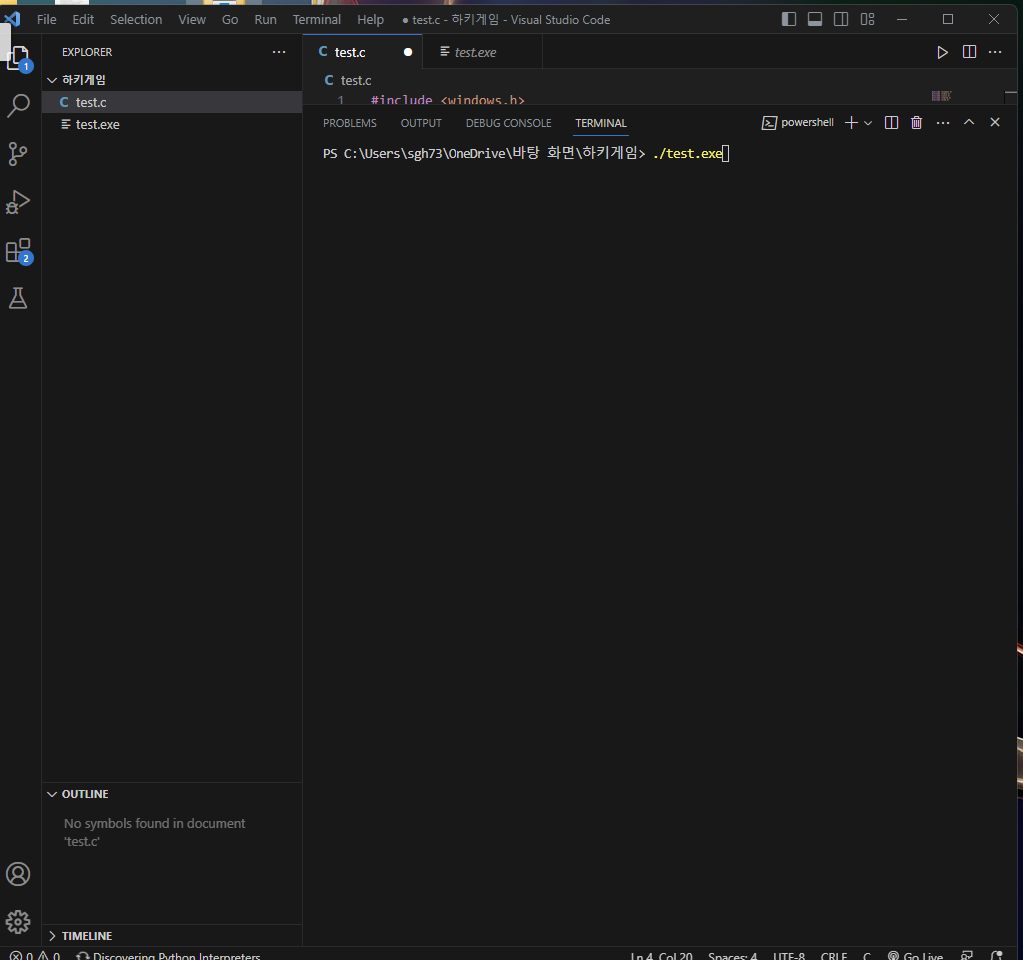 File Edit Selection View Go Run Terminal Help ● test.c - 하키게임 - Visual Studio Code
EXPLORER
1
하키게임
C test.c
test.exe
2
OUTLINE
No symbols found in document
'test.c'
TIMELINE
C test.c ● test.exe
C test.c
1 #include <windows.h>
PROBLEMS OUTPUT DEBUG CONSOLE TERMINAL powershell
PS C:\Users\sgh73\OneDrive\바탕 화면\하키게임> ./test.exe
0 0 Discovering Python Interpreters Ln 4, Col 20 Spaces: 4 UTF-8 CRLF C Go Live